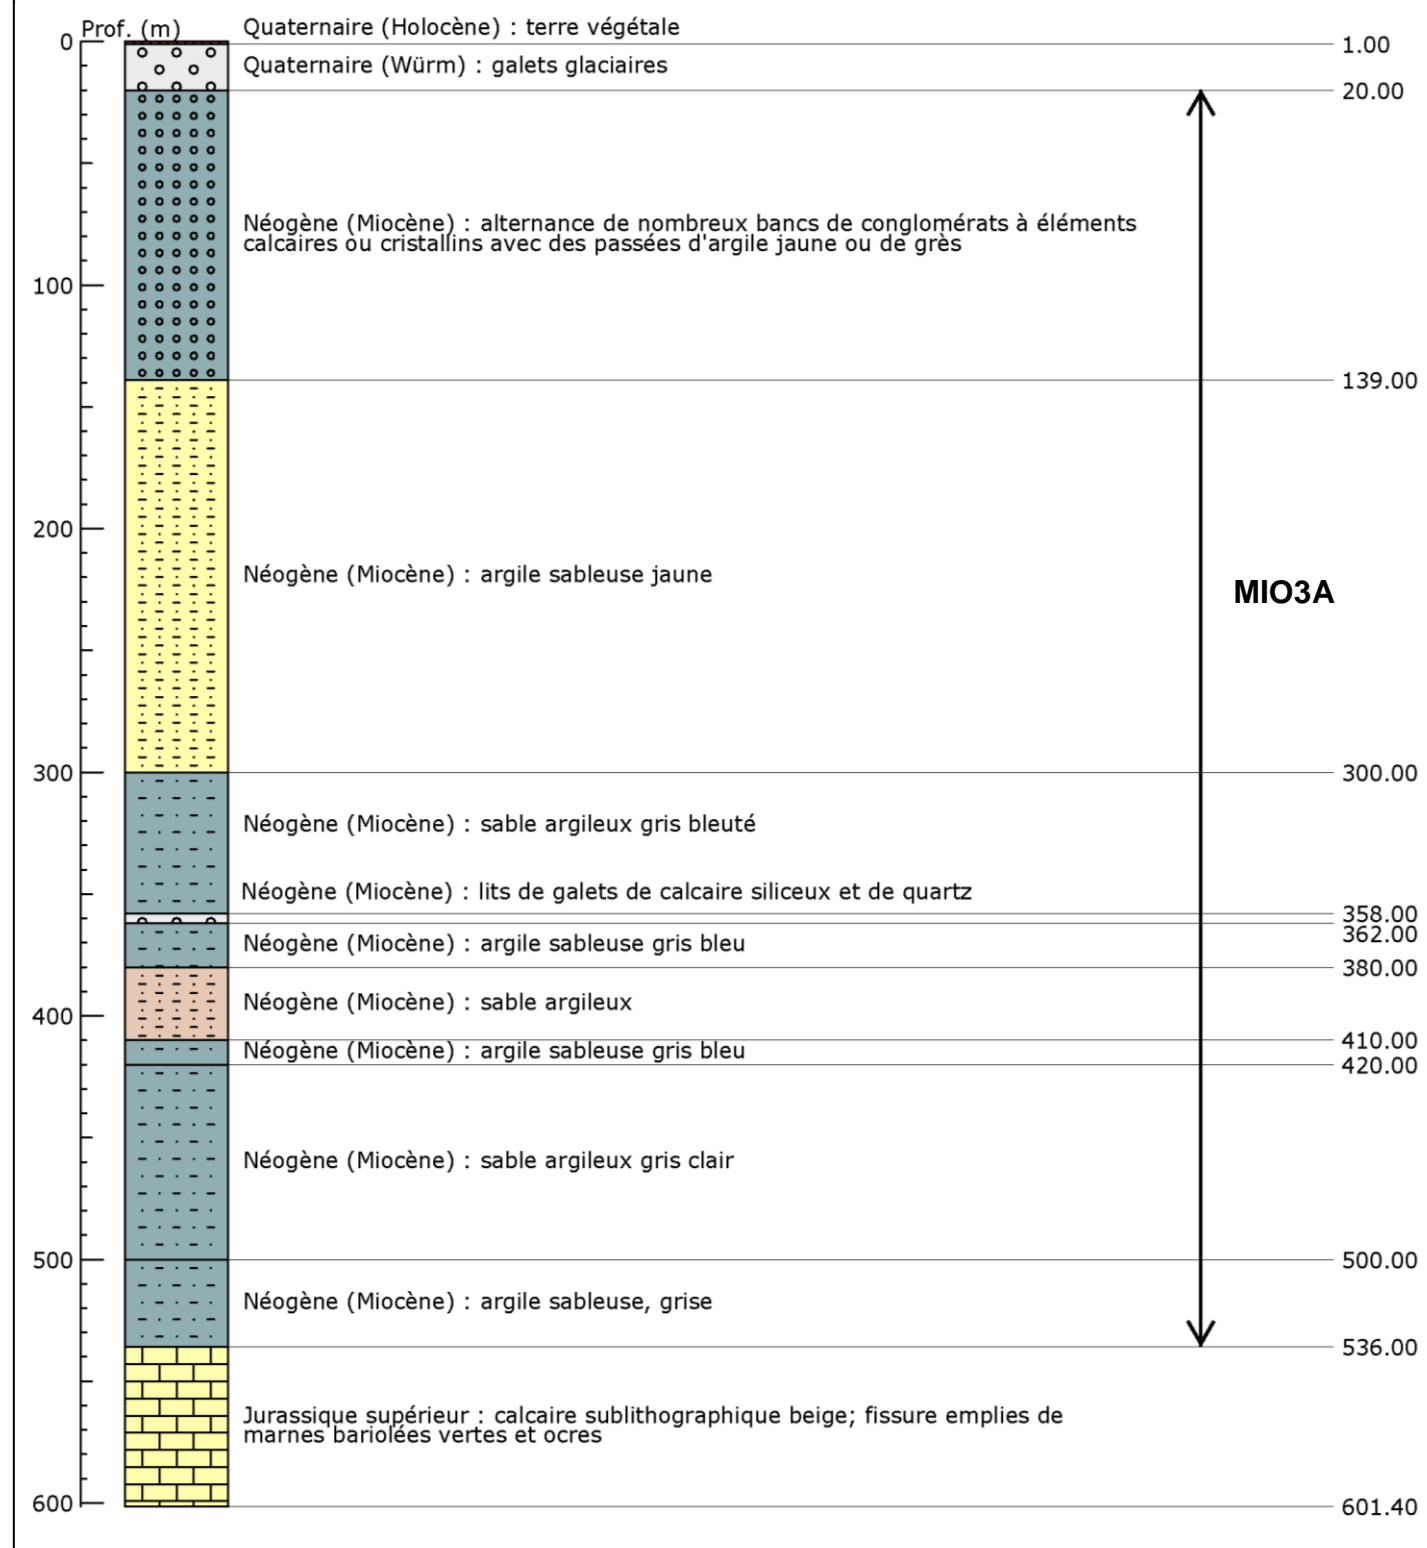 Prof. (m)
Quaternaire (Holocène) : terre végétale
0
1.00
Quaternaire (Würm) : galets glaciaires
20.00
Néogène (Miocène) : alternance de nombreux bancs de conglomérats à éléments
calcaires ou cristallins avec des passées d'argile jaune ou de grès
100
139.00
200
Néogène (Miocène) : argile sableuse jaune
MIO3A
300
300.00
Néogène (Miocène) : sable argileux gris bleuté
Néogène (Miocène) : lits de galets de calcaire siliceux et de quartz
358.00
362.00
Néogène (Miocène) : argile sableuse gris bleu
380.00
Néogène (Miocène) : sable argileux
400
410.00
Néogène (Miocène) : argile sableuse gris bleu
420.00
Néogène (Miocène) : sable argileux gris clair
500
500.00
Néogène (Miocène) : argile sableuse, grise
536.00
Jurassique supérieur : calcaire sublithographique beige; fissure emplies de
marnes bariolées vertes et ocres
600
601.40